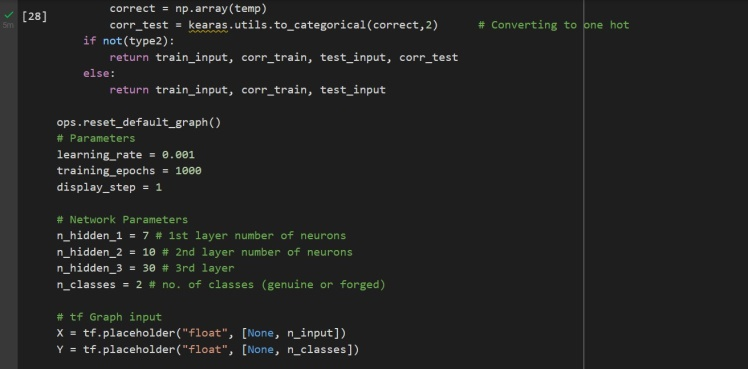 correct = np.array(temp)
[28]
corr_test = kearas.utils.to_categorical(correct,2)      # Converting to one hot
5m
if not(type2):
return train_input, corr_train, test_input, corr_test
else:
return train_input, corr_train, test_input
ops.reset_default_graph()
# Parameters
learning_rate = 0.001
training_epochs = 1000
display_step = 1
# Network Parameters
n_hidden_1 = 7 # 1st layer number of neurons
n_hidden_2 = 10 # 2nd layer number of neurons
n_hidden_3 = 30 # 3rd layer
n_classes = 2 # no. of classes (genuine or forged)
# tf Graph input
X = tf.placeholder("float", [None, n_input])
Y = tf.placeholder("float", [None, n_classes])